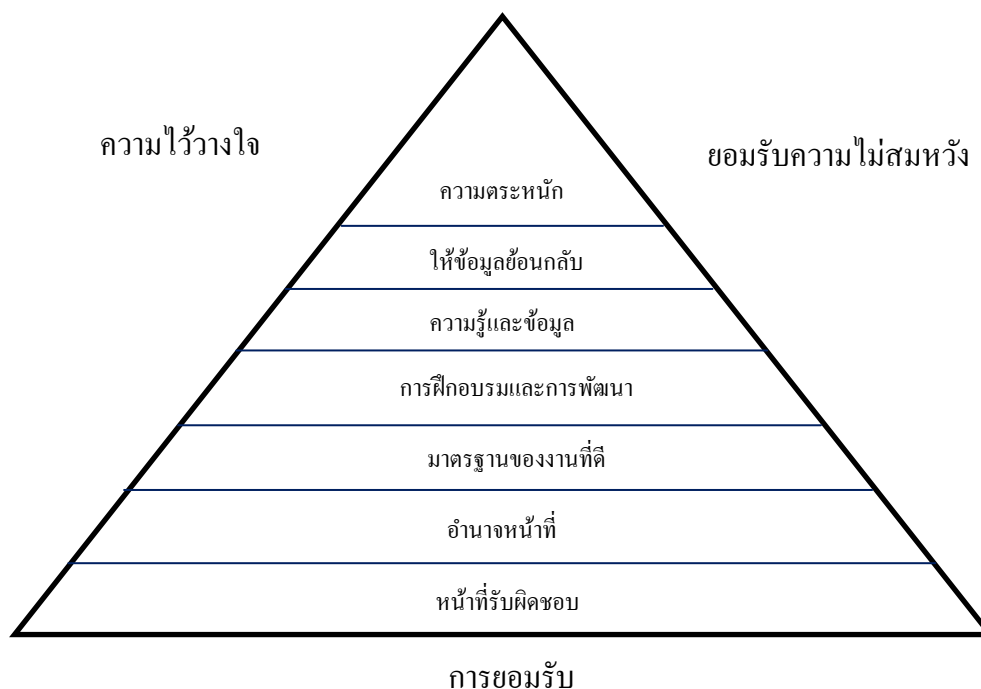 ความไว้วางใจ
ยอมรับความไม่สมหวัง
ความตระหนัก
ให้ข้อมูลย้อนกลับ
ความรู้และข้อมูล
การฝึกอบรมและการพัฒนา
มาตรฐานของงานที่ดี
อำนาจหน้าที่
หน้าที่รับผิดชอบ
การยอมรับ